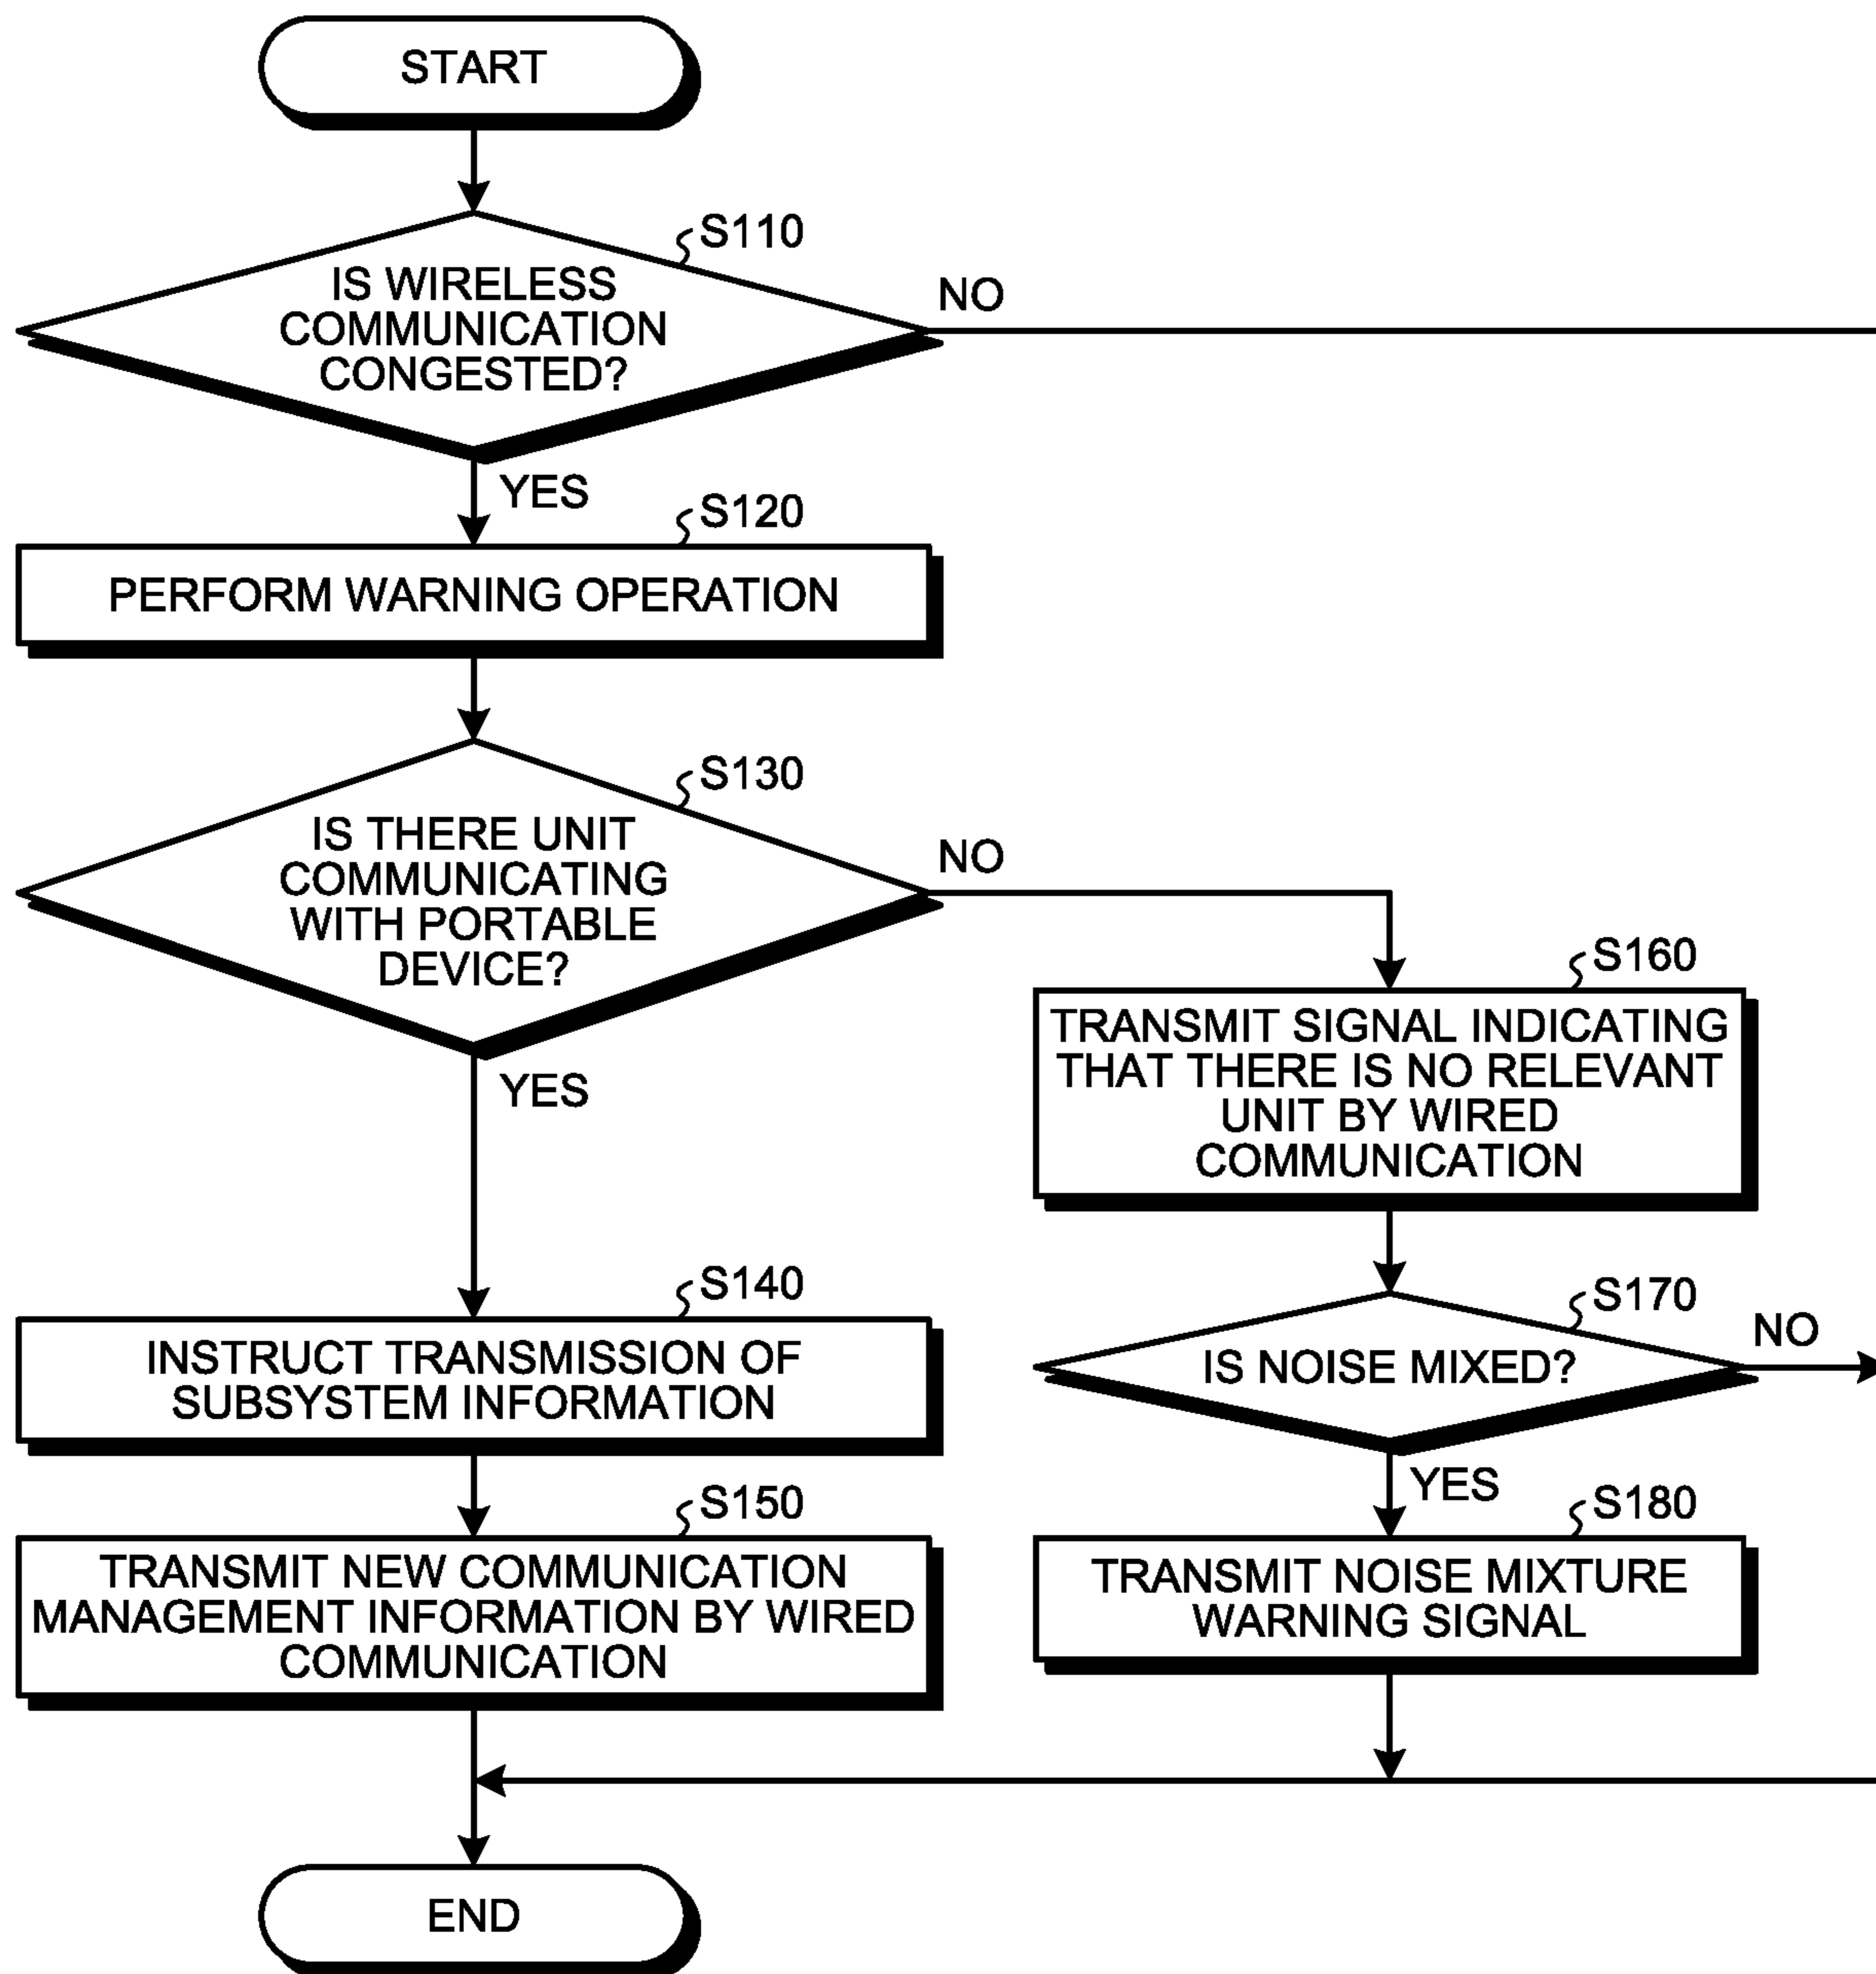 START
S110
IS WIRELESS
COMMUNICATION
CONGESTED?
NO
YES
S120
PERFORM WARNING OPERATION
S130
IS THERE UNIT
COMMUNICATING
WITH PORTABLE
DEVICE?
NO
YES
S160
TRANSMIT SIGNAL INDICATING
THAT THERE IS NO RELEVANT
UNIT BY WIRED
COMMUNICATION
S140
INSTRUCT TRANSMISSION OF
SUBSYSTEM INFORMATION
S170
IS NOISE MIXED?
NO
YES
S150
TRANSMIT NEW COMMUNICATION
MANAGEMENT INFORMATION BY WIRED
COMMUNICATION
S180
TRANSMIT NOISE MIXTURE
WARNING SIGNAL
END